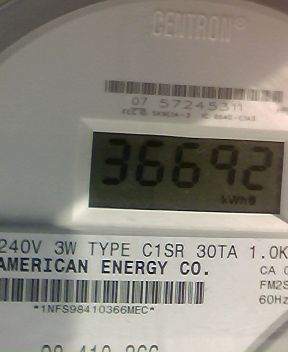 CENTRON®
07 57245311
36692
kWh
240V 3W TYPE C1SR 30TA 1.0K
AMERICAN ENERGY CO.
CA 0
FM2S
60Hz
*1NFS98410366MEC*